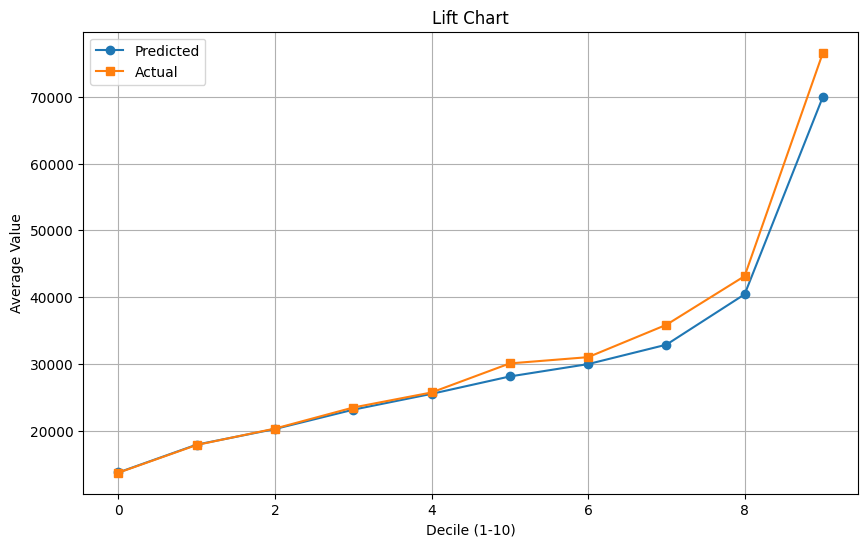 Lift Chart
Predicted
Actual
70000
60000
50000
40000
30000
20000
Average Value
0 2 4 6 8
Decile (1-10)